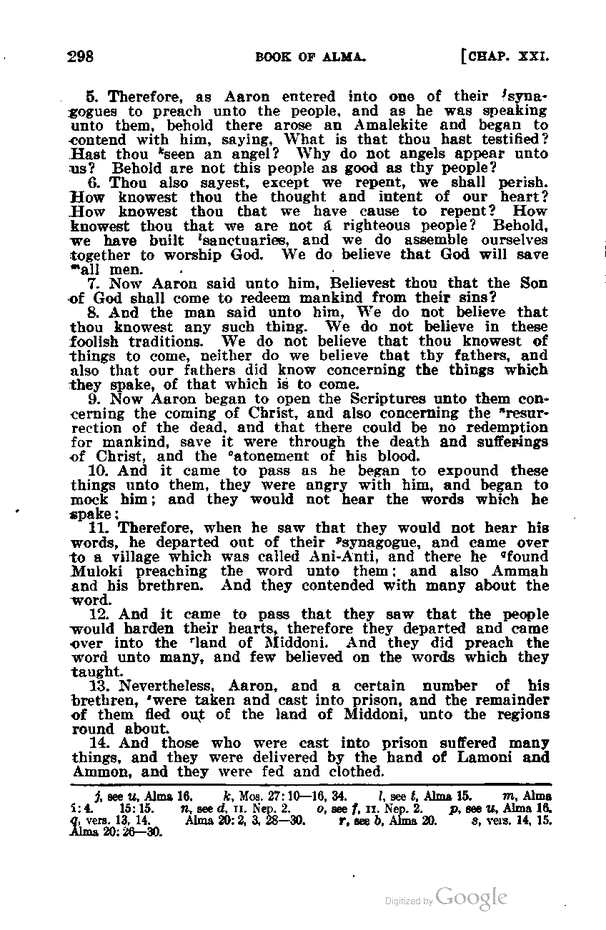 298 BOOK OF ALMA. [CHAP. XXI.
5. Therefore, as Aaron entered into one of their ʲsyna-
gogues to preach unto the people, and as he was speaking
unto them, behold there arose an Amalekite and began to
contend with him, saying, What is that thou hast testified?
Hast thou ᵏseen an angel? Why do not angels appear unto
us? Behold are not this people as good as thy people?
6. Thou also sayest, except we repent, we shall perish.
How knowest thou the thought and intent of our heart?
How knowest thou that we have cause to repent? How
knowest thou that we are not a righteous people? Behold,
we have built ˡsanctuaries, and we do assemble ourselves
together to worship God. We do believe that God will save
ᵐall men.
7. Now Aaron said unto him, Believest thou that the Son
of God shall come to redeem mankind from their sins?
8. And the man said unto him, We do not believe that
thou knowest any such thing. We do not believe in these
foolish traditions. We do not believe that thou knowest of
things to come, neither do we believe that thy fathers, and
also that our fathers did know concerning the things which
they spake, of that which is to come.
9. Now Aaron began to open the Scriptures unto them con-
cerning the coming of Christ, and also concerning the ⁿresur-
rection of the dead, and that there could be no redemption
for mankind, save it were through the death and sufferings
of Christ, and the ᵒatonement of his blood.
10. And it came to pass as he began to expound these
things unto them, they were angry with him, and began to
mock him; and they would not hear the words which he
spake;
11. Therefore, when he saw that they would not hear his
words, he departed out of their ᵖsynagogue, and came over
to a village which was called Ani-Anti, and there he qfound
Muloki preaching the word unto them; and also Ammah
and his brethren. And they contended with many about the
word.
12. And it came to pass that they saw that the people
would harden their hearts, therefore they departed and came
over into the ʳland of Middoni. And they did preach the
word unto many, and few believed on the words which they
taught.
13. Nevertheless, Aaron, and a certain number of his
brethren, ˢwere taken and cast into prison, and the remainder
of them fled out of the land of Middoni, unto the regions
round about.
14. And those who were cast into prison suffered many
things, and they were delivered by the hand of Lamoni and
Ammon, and they were fed and clothed.
j, see u, Alma 16. k, Mos. 27: 10—16, 34. l, see t, Alma 15. m, Alma
1: 4. 15: 15. n, see d, II. Nep. 2. o, see f, II. Nep. 2. p, see u, Alma 16.
q, vers. 13, 14. Alma 20: 2, 3, 28—30. r, see b, Alma 20. s, vers. 14, 15.
Alma 20: 26—30.
Digitized by Google